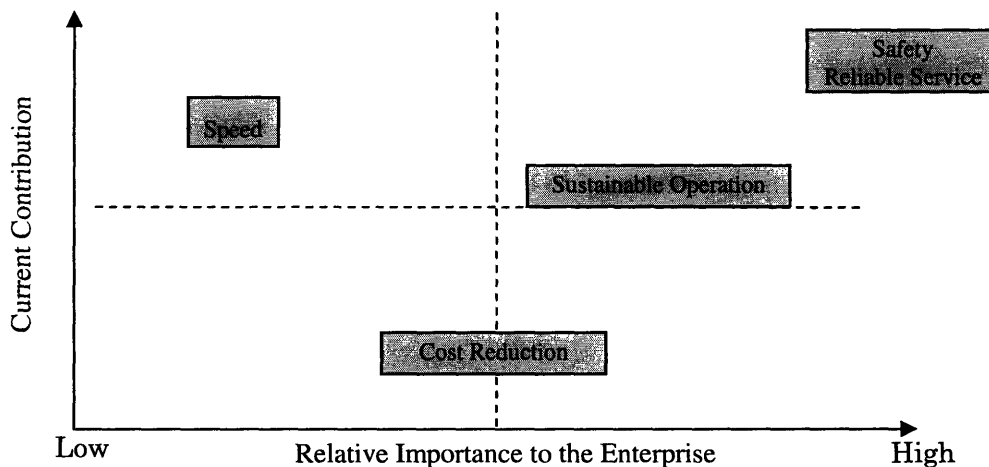 Safety
Reliable Service
Speed
Sustainable Operation
Current Contribution
Cost Reduction
Low
Relative Importance to the Enterprise
High